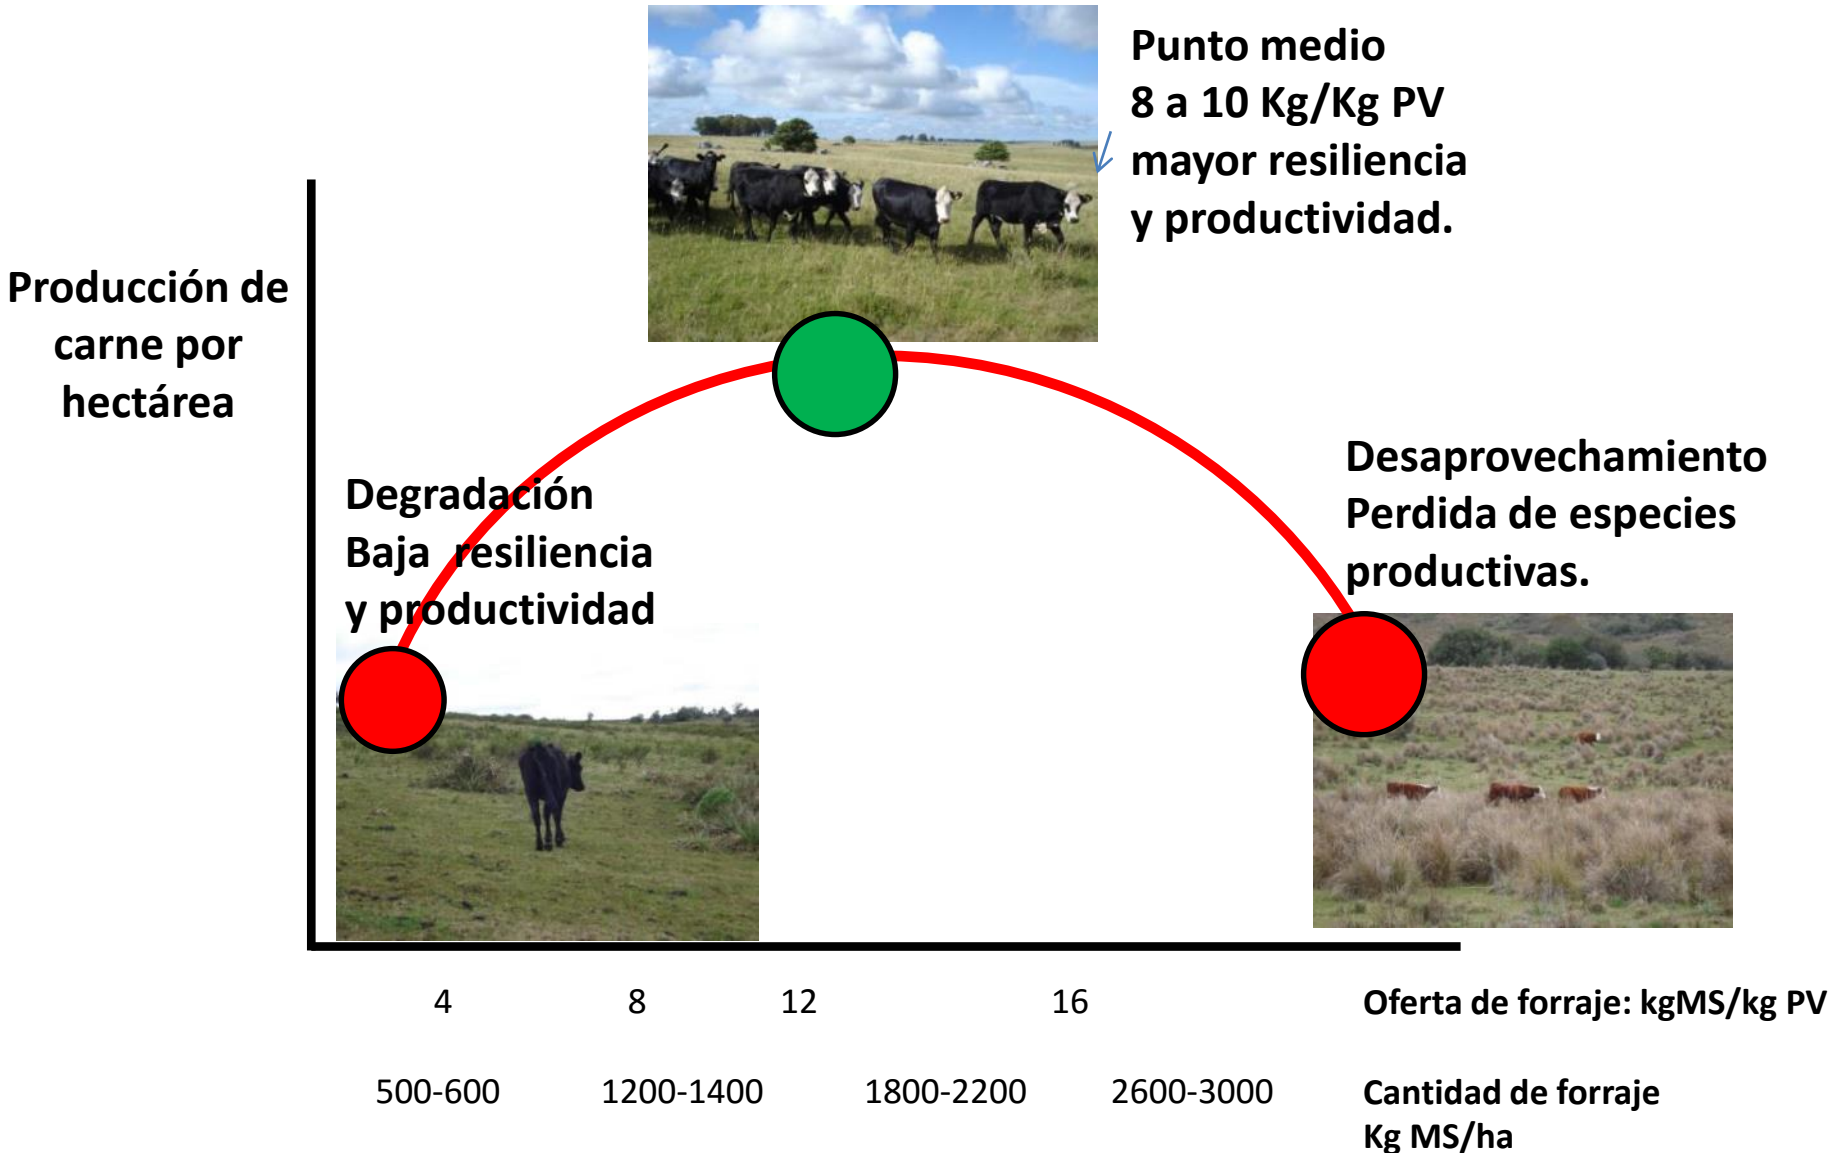 Punto medio
8 a 10 Kg/Kg PV
mayor resiliencia
y productividad.
Producción de
carne por
hectárea
Degradación
Baja resiliencia
y productividad
Desaprovechamiento
Perdida de especies
productivas.
4 8 12 16 Oferta de forraje: kgMS/kg PV
500-600 1200-1400 1800-2200 2600-3000 Cantidad de forraje
Kg MS/ha